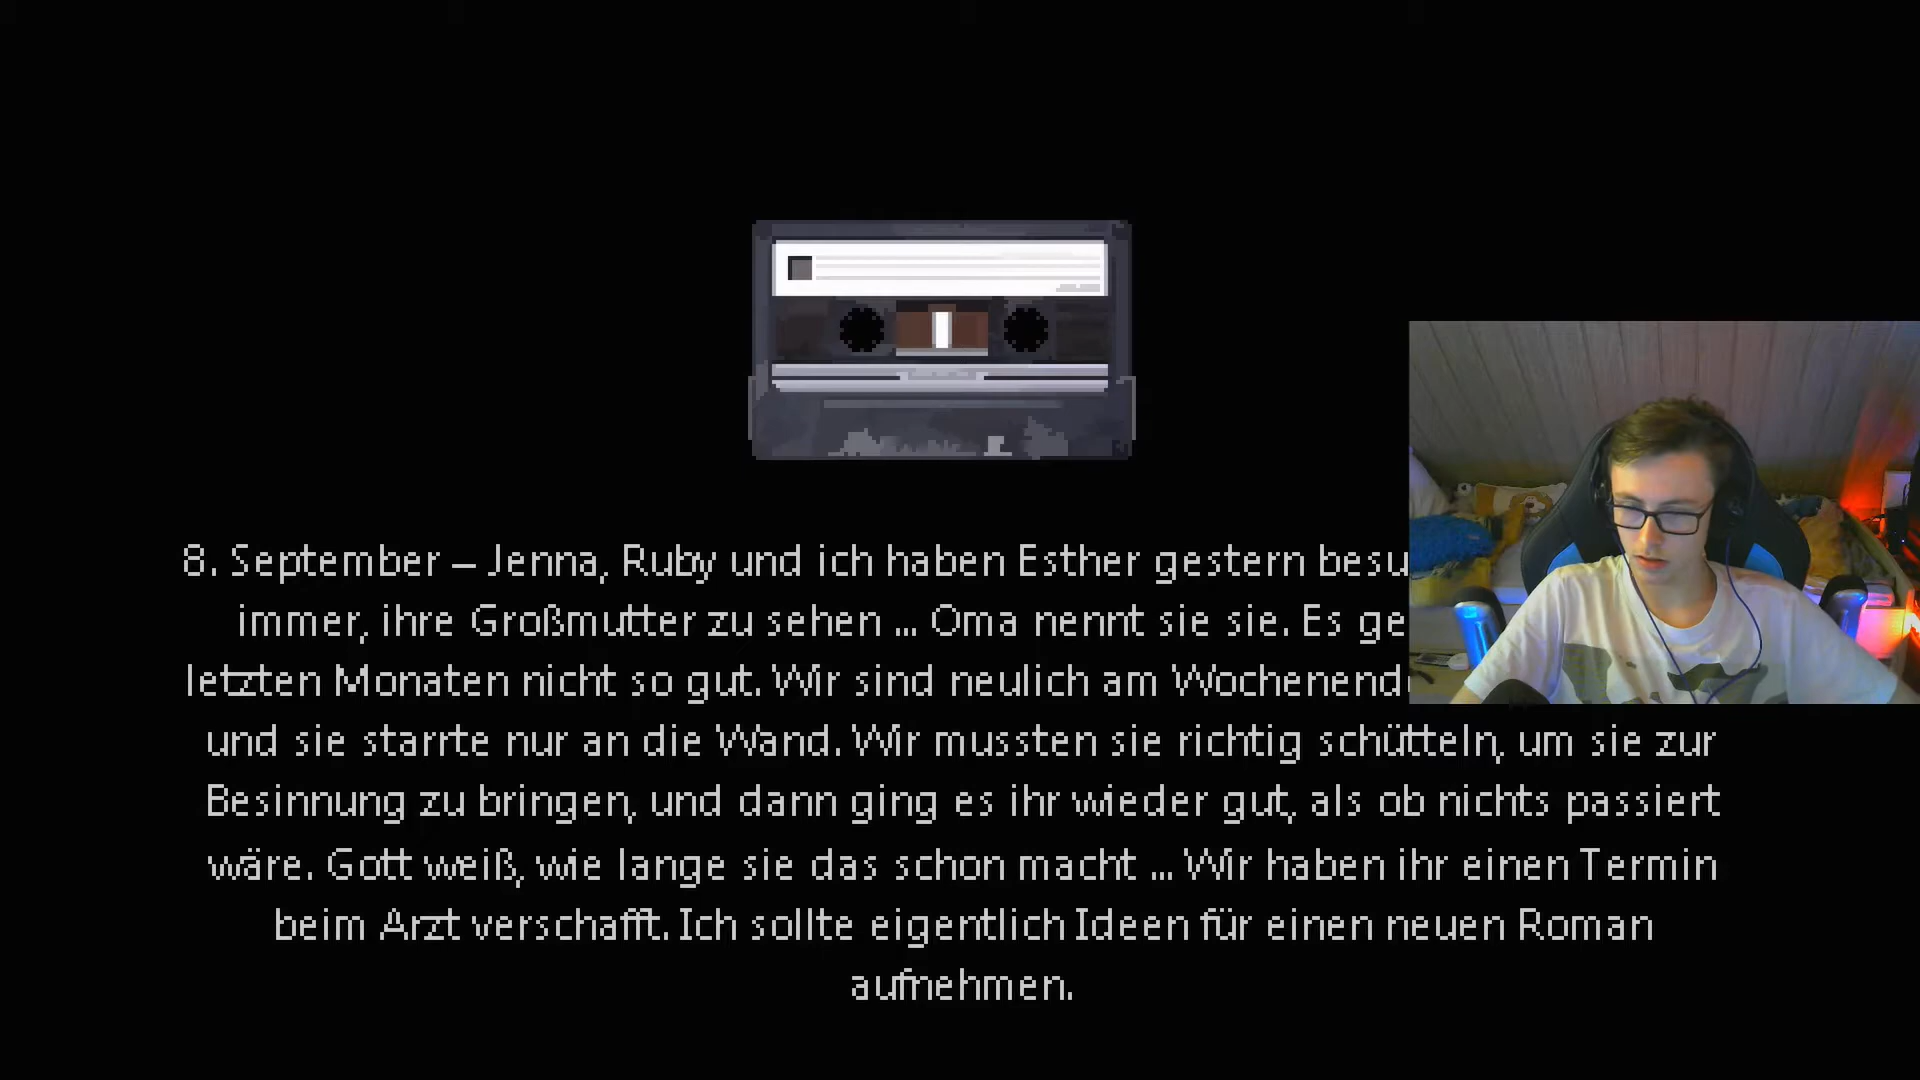 8. September – Jenna, Ruby und ich haben Esther gestern
immer, ihre Großmutter zu sehen ... Oma nennt sie sie. Es
letzten Monaten nicht so gut. Wir sind neulich am
und sie starrte nur an die Wand. Wir mussten sie richtig schütteln, um sie zur
Besinnung zu bringen, und dann ging es ihr wieder gut, als ob nichts passiert
wäre. Gott weiß, wie lange sie das schon macht ... Wir haben ihr einen Termin
beim Arzt verschafft. Ich sollte eigentlich Ideen für einen neuen Roman
aufnehmen.